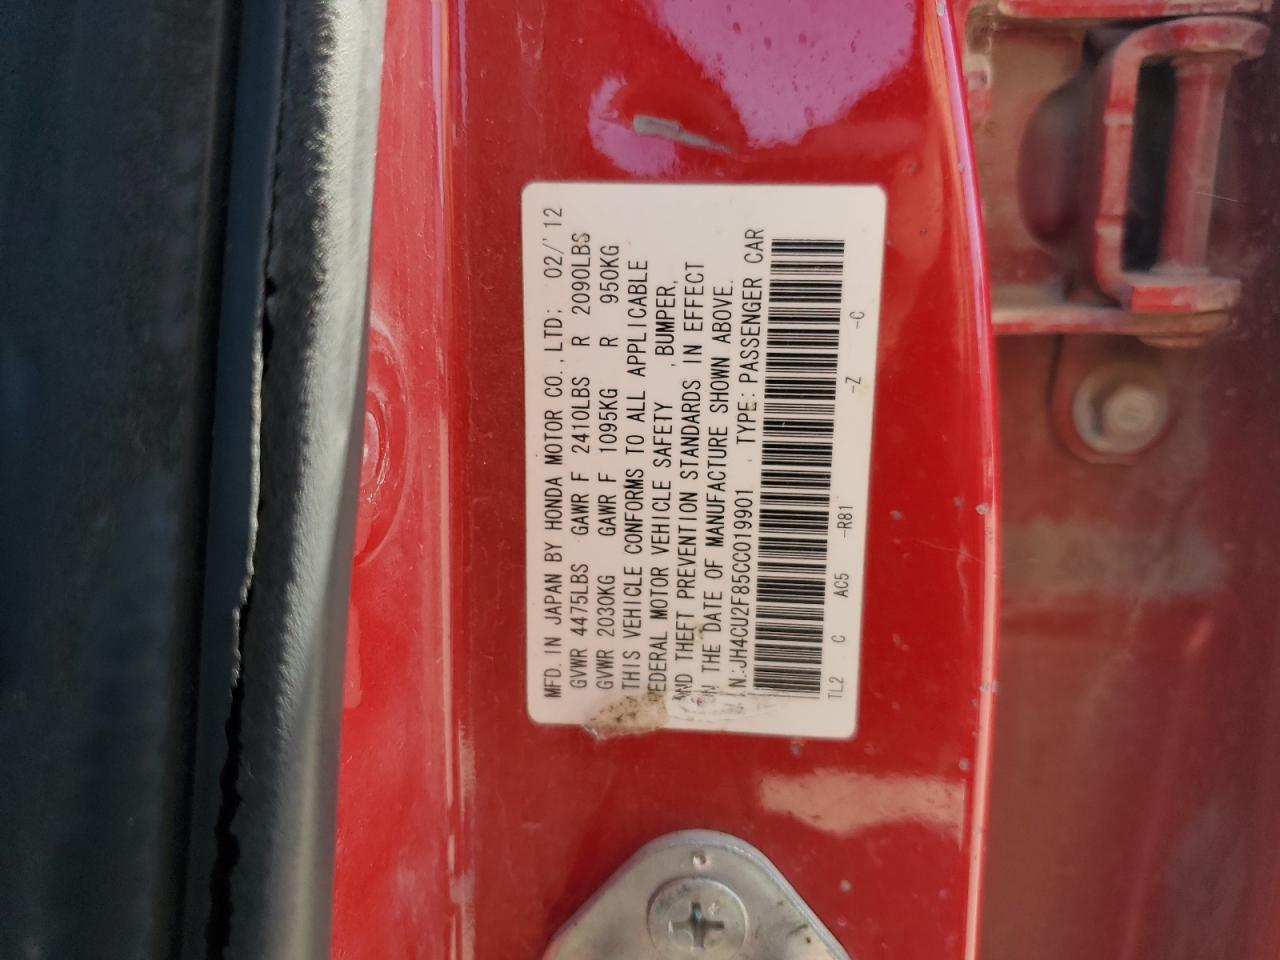 MFD. IN JAPAN BY HONDA MOTOR CO., LTD: 02/'12
GVWR 4475LBS GAWR F 2410LBS R 2090LBS
GVWR 2030KG GAWR F 1095KG R 950KG
THIS VEHICLE CONFORMS TO ALL APPLICABLE
FEDERAL MOTOR VEHICLE SAFETY , BUMPER,
AND THEFT PREVENTION STANDARDS IN EFFECT
ON THE DATE OF MANUFACTURE SHOWN ABOVE.
V.I.N.:JH4CU2F85CC019901 , TYPE: PASSENGER CAR
TL2 C AC5 -R81 -Z -C